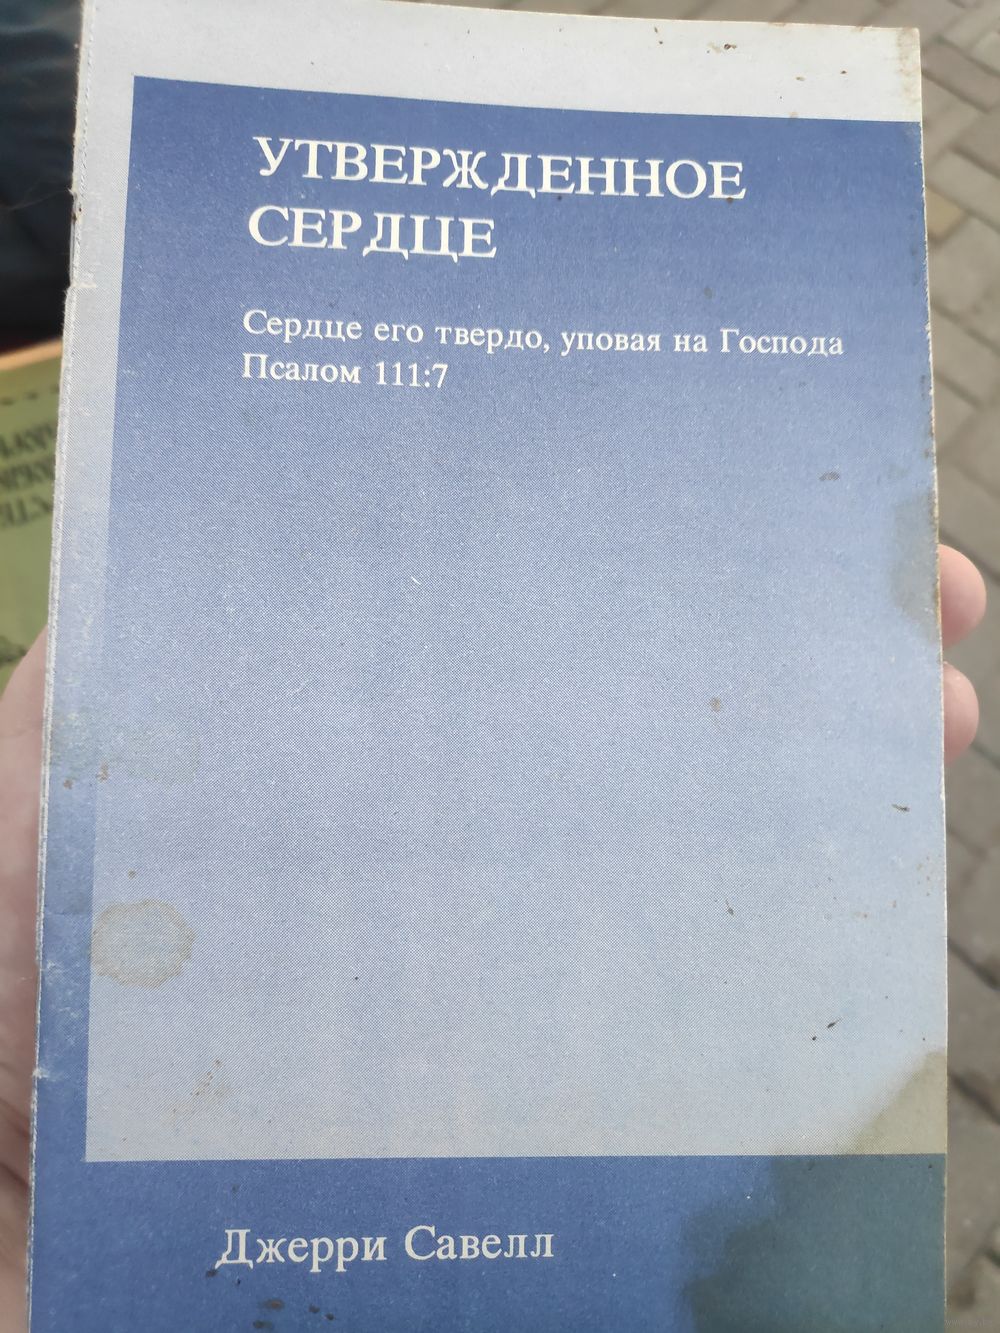 УТВЕРЖДЕННОЕ
СЕРДЦЕ
Сердце его твердо, уповая на Господа
Псалом 111:7
Джерри Савелл